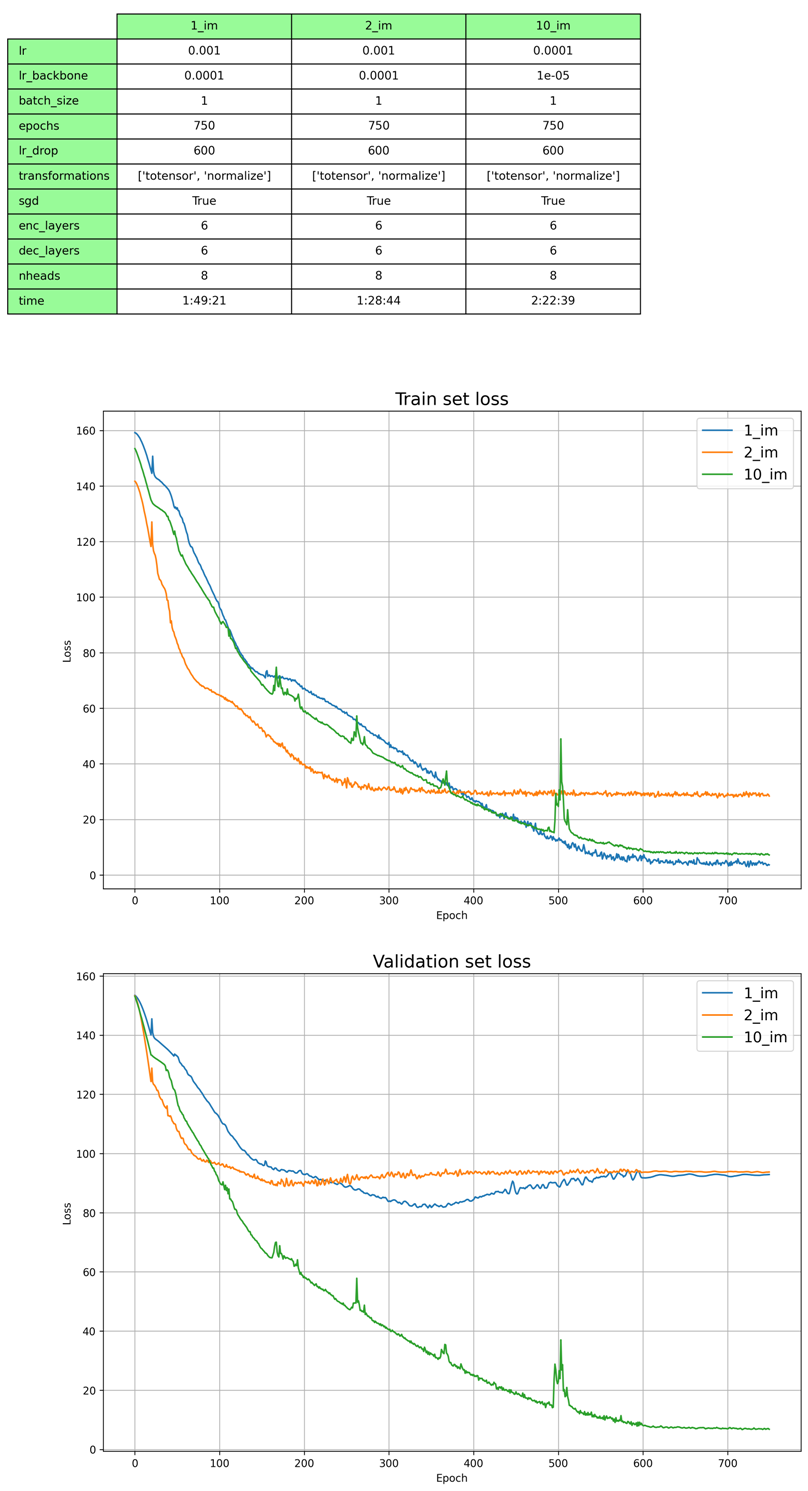 1_im 2_im 10_im
lr 0.001 0.001 0.0001
lr_backbone 0.0001 0.0001 1e-05
batch_size 1 1 1
epochs 750 750 750
lr_drop 600 600 600
transformations ['totensor', 'normalize'] ['totensor', 'normalize'] ['totensor', 'normalize']
sgd True True True
enc_layers 6 6 6
dec_layers 6 6 6
nheads 8 8 8
time 1:49:21 1:28:44 2:22:39
Train set loss
160
140
120
100
80
60
40
20
0
Loss
1_im
2_im
10_im
0 100 200 300 400 500 600 700
Epoch
Validation set loss
160
140
120
100
80
60
40
20
0
Loss
1_im
2_im
10_im
0 100 200 300 400 500 600 700
Epoch